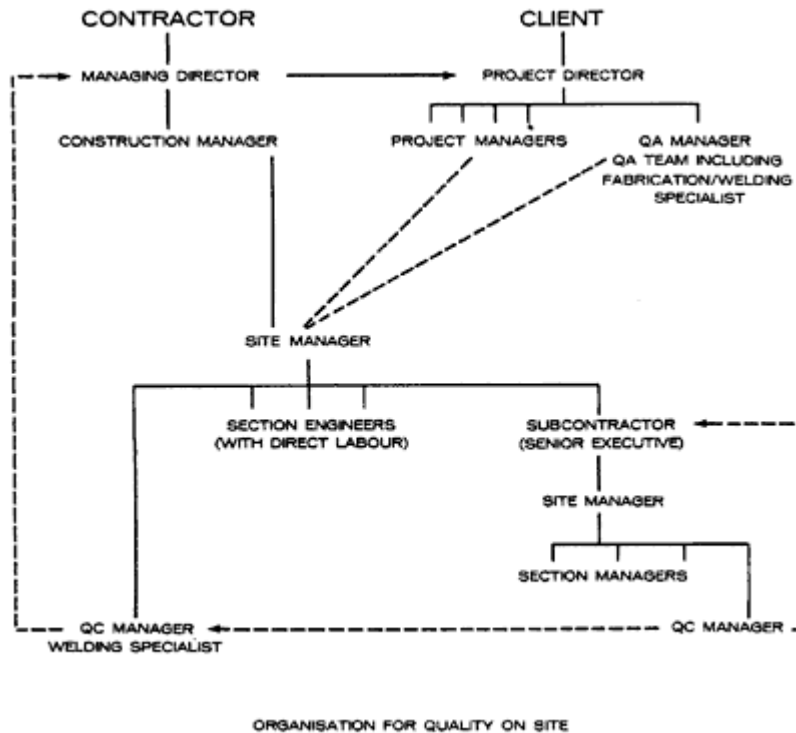 CONTRACTOR
CLIENT
MANAGING DIRECTOR
PROJECT DIRECTOR
CONSTRUCTION MANAGER
PROJECT MANAGERS
QA MANAGER
QA TEAM INCLUDING
FABRICATION/WELDING
SPECIALIST
SITE MANAGER
SECTION ENGINEERS
(WITH DIRECT LABOUR)
SUBCONTRACTOR
(SENIOR EXECUTIVE)
SITE MANAGER
SECTION MANAGERS
QC MANAGER
WELDING SPECIALIST
QC MANAGER
ORGANISATION FOR QUALITY ON SITE